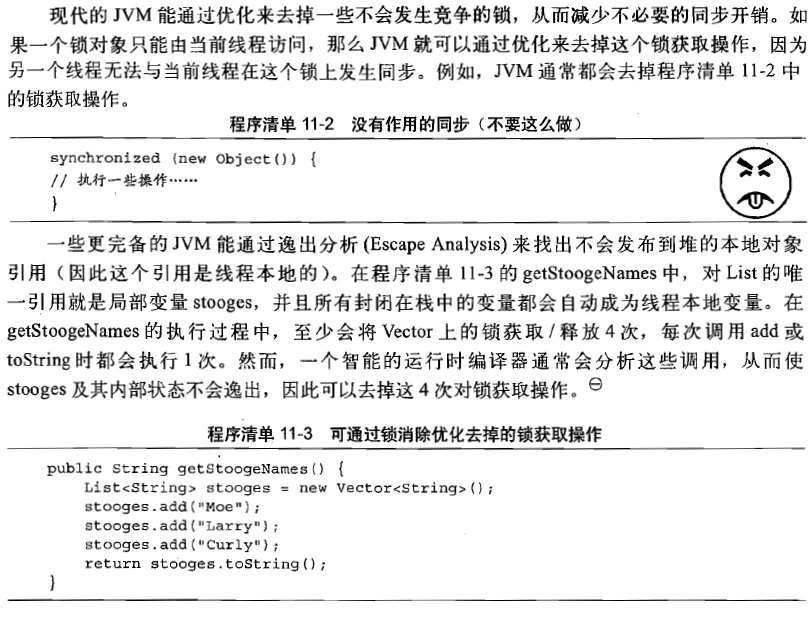 现代的 JVM 能通过优化来去掉一些不会发生竞争的锁，从而减少不必要的同步开销。如
果一个锁对象只能由当前线程访问，那么 JVM 就可以通过优化来去掉这个锁获取操作，因为
另一个线程无法与当前线程在这个锁上发生同步。例如，JVM 通常都会去掉程序清单 11-2 中
的锁获取操作。
程序清单 11-2 没有作用的同步（不要这么做）
synchronized (new Object()) {
// 执行一些操作……
}
一些更完备的 JVM 能通过逸出分析 (Escape Analysis) 来找出不会发布到堆的本地对象
引用（因此这个引用是线程本地的）。在程序清单 11-3 的 getStoogeNames 中，对 List 的唯
一引用就是局部变量 stooges，并且所有封闭在栈中的变量都会自动成为线程本地变量。在
getStoogeNames 的执行过程中，至少会将 Vector 上的锁获取 / 释放 4 次，每次调用 add 或
toString 时都会执行 1 次。然而，一个智能的运行时编译器通常会分析这些调用，从而使
stooges 及其内部状态不会逸出，因此可以去掉这 4 次对锁获取操作。㊀
程序清单 11-3 可通过锁消除优化去掉的锁获取操作
public String getStoogeNames() {
List<String> stooges = new Vector<String>();
stooges.add("Moe");
stooges.add("Larry");
stooges.add("Curly");
return stooges.toString();
}